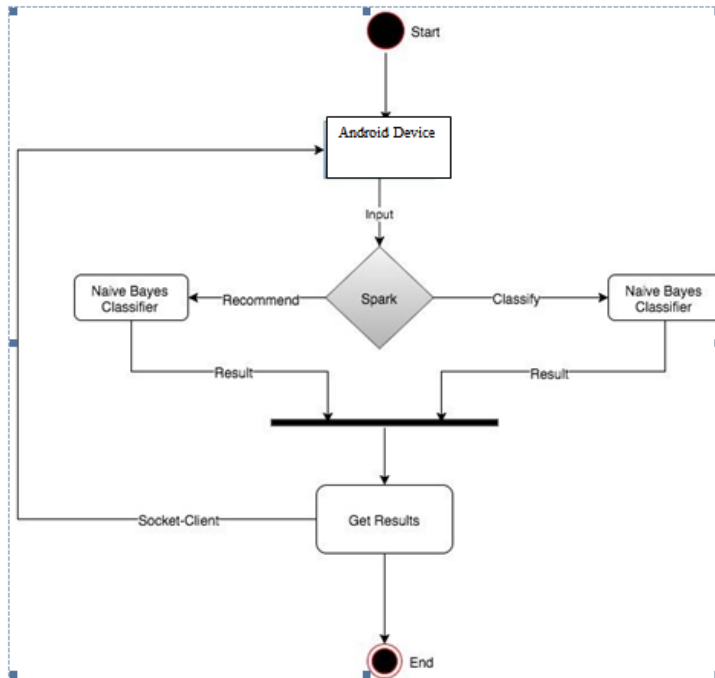 Start
Android Device
Input
Naive Bayes
Classifier
Recommend
Spark
Classify
Naive Bayes
Classifier
Result
Result
Socket-Client
Get Results
End